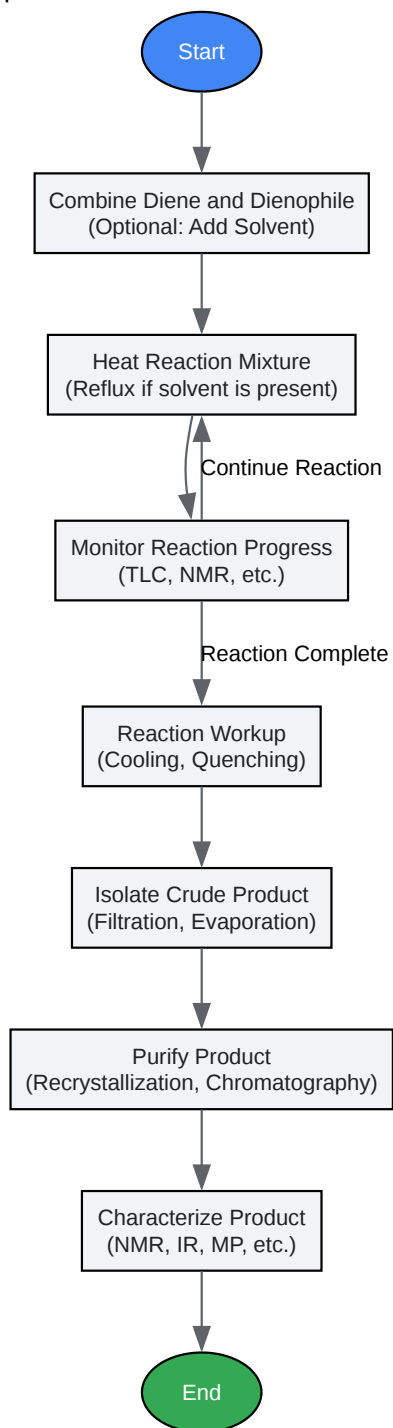 Start
Combine Diene and Dienophile
(Optional: Add Solvent)
Heat Reaction Mixture
(Reflux if solvent is present)
Continue Reaction
Monitor Reaction Progress
(TLC, NMR, etc.)
Reaction Complete
Reaction Workup
(Cooling, Quenching)
Isolate Crude Product
(Filtration, Evaporation)
Purify Product
(Recrystallization, Chromatography)
Characterize Product
(NMR, IR, MP, etc.)
End